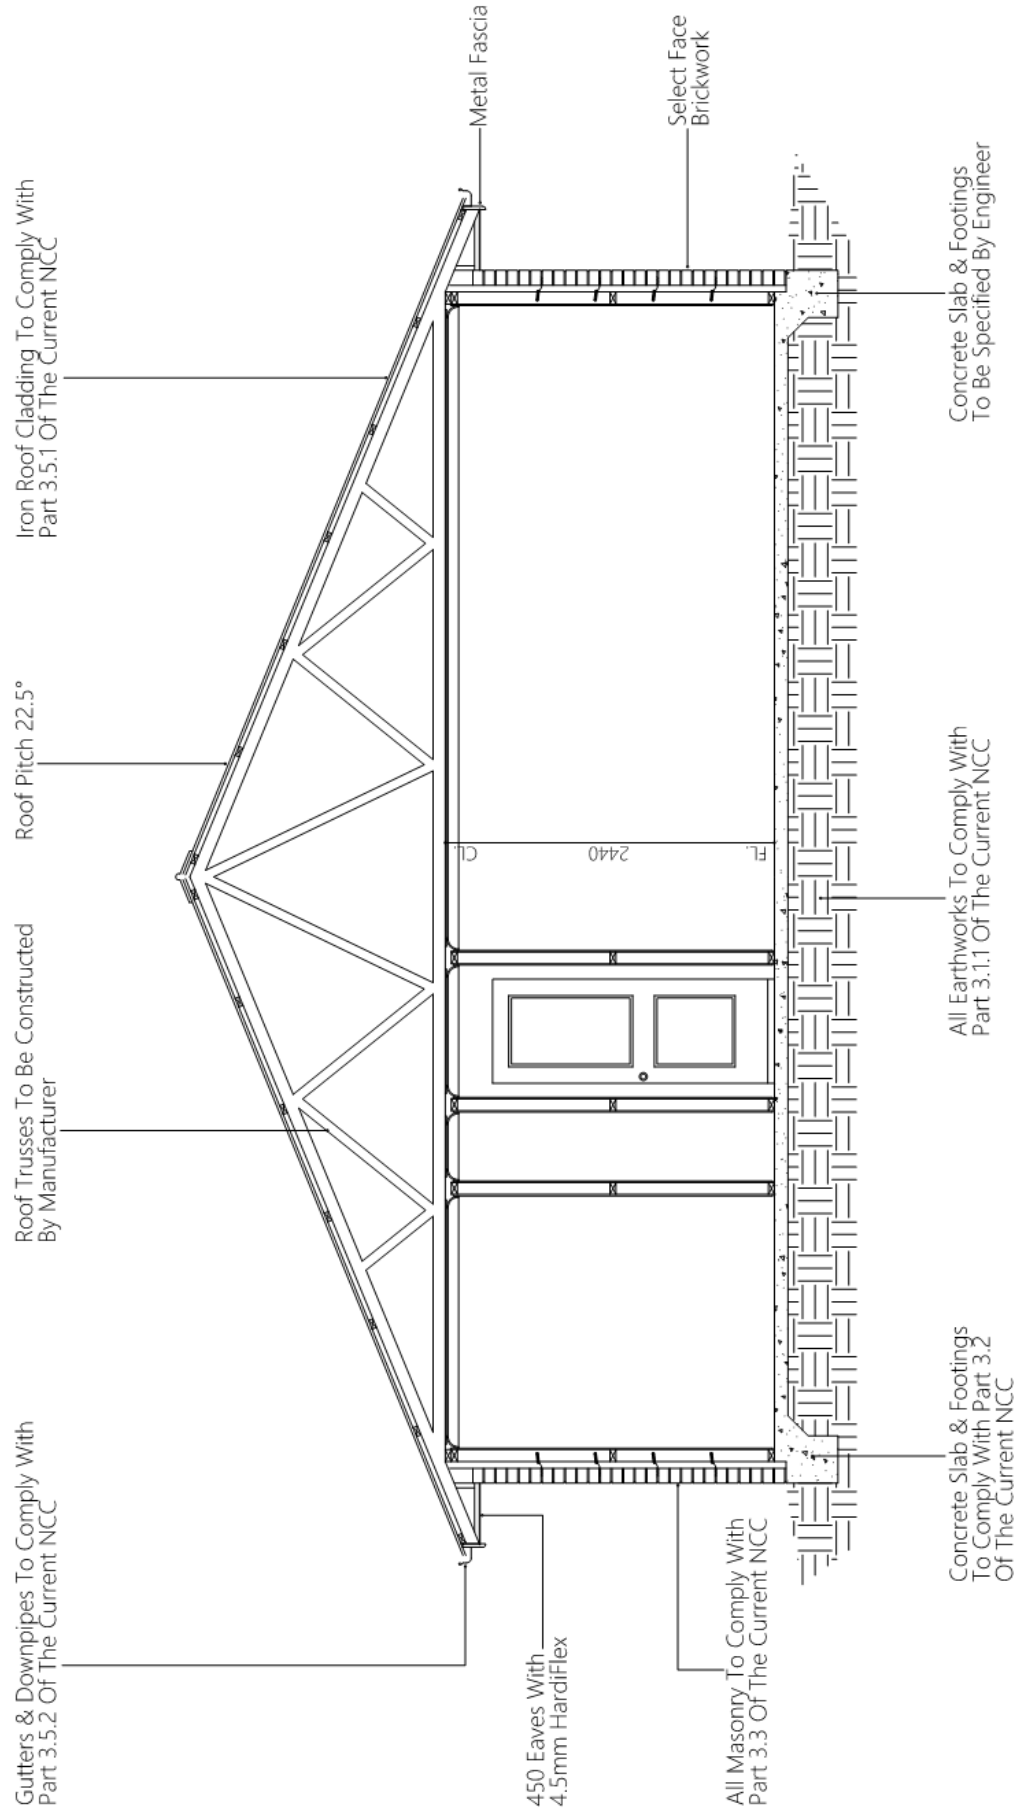 Gutters & Downpipes To Comply With
Part 3.5.2 Of The Current NCC
Roof Trusses To Be Constructed
By Manufacturer
Roof Pitch 22.5°
Iron Roof Cladding To Comply With
Part 3.5.1 Of The Current NCC
Metal Fascia
450 Eaves With
4.5mm HardiFlex
CL.
2440
FL.
Select Face
Brickwork
All Masonry To Comply With
Part 3.3 Of The Current NCC
Concrete Slab & Footings
To Comply With Part 3.2
Of The Current NCC
All Earthworks To Comply With
Part 3.1.1 Of The Current NCC
Concrete Slab & Footings
To Be Specified By Engineer